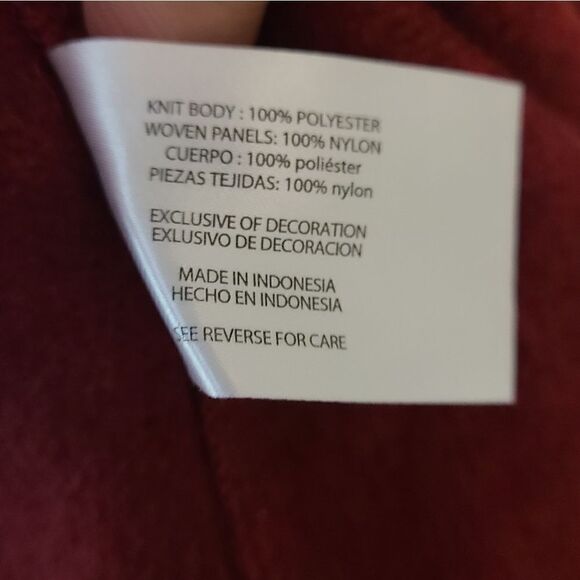 KNIT BODY : 100% POLYESTER
WOVEN PANELS: 100% NYLON
CUERPO : 100% poliéster
PIEZAS TEJIDAS: 100% nylon
EXCLUSIVE OF DECORATION
EXLUSIVO DE DECORACION
MADE IN INDONESIA
HECHO EN INDONESIA
SEE REVERSE FOR CARE